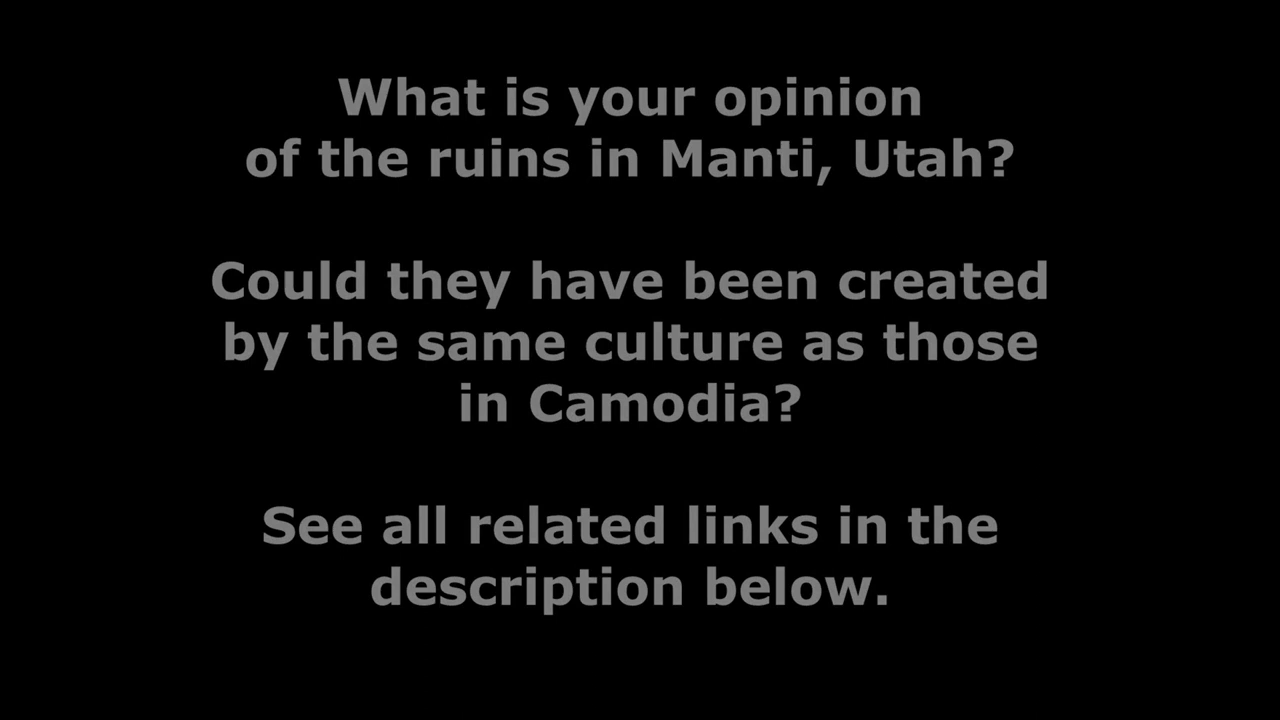 What is your opinion
of the ruins in Manti, Utah?
Could they have been created
by the same culture as those
in Camodia?
See all related links in the
description below.